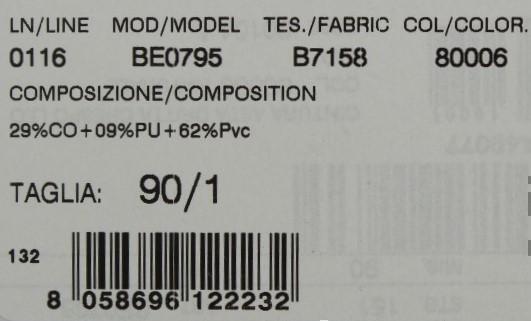 LN/LINE MOD/MODEL TES./FABRIC COL/COLOR.
0116 BE0795 B7158 80006
COMPOSIZIONE/COMPOSITION
29%CO+09%PU+62%Pvc
TAGLIA: 90/1
132
8 058696 122232